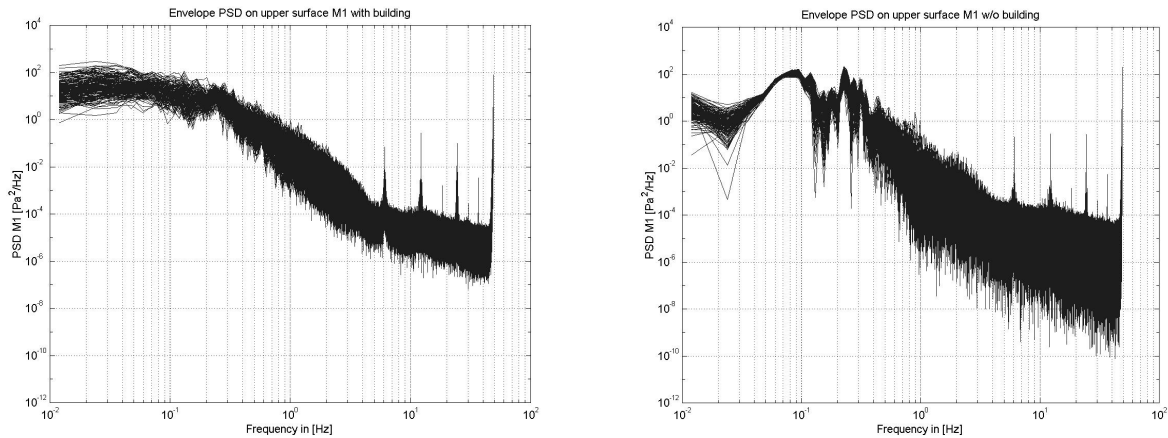 Envelope PSD on upper surface M1 with building
10^4
10^2
10^0
10^-2
10^-4
10^-6
10^-8
10^-10
10^-12
PSD M1 [Pa^2/Hz]
10^-2 10^-1 10^0 10^1 10^2
Frequency in [Hz]
Envelope PSD on upper surface M1 w/o building
10^4
10^2
10^0
10^-2
10^-4
10^-6
10^-8
10^-10
10^-12
PSD M1 [Pa^2/Hz]
10^-2 10^-1 10^0 10^1 10^2
Frequency in [Hz]